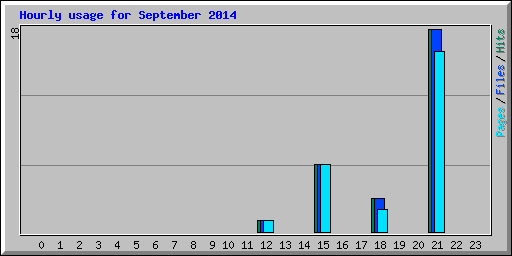 Hourly usage for September 2014
18
Pages/Files/Hits
0 1 2 3 4 5 6 7 8 9 10 11 12 13 14 15 16 17 18 19 20 21 22 23